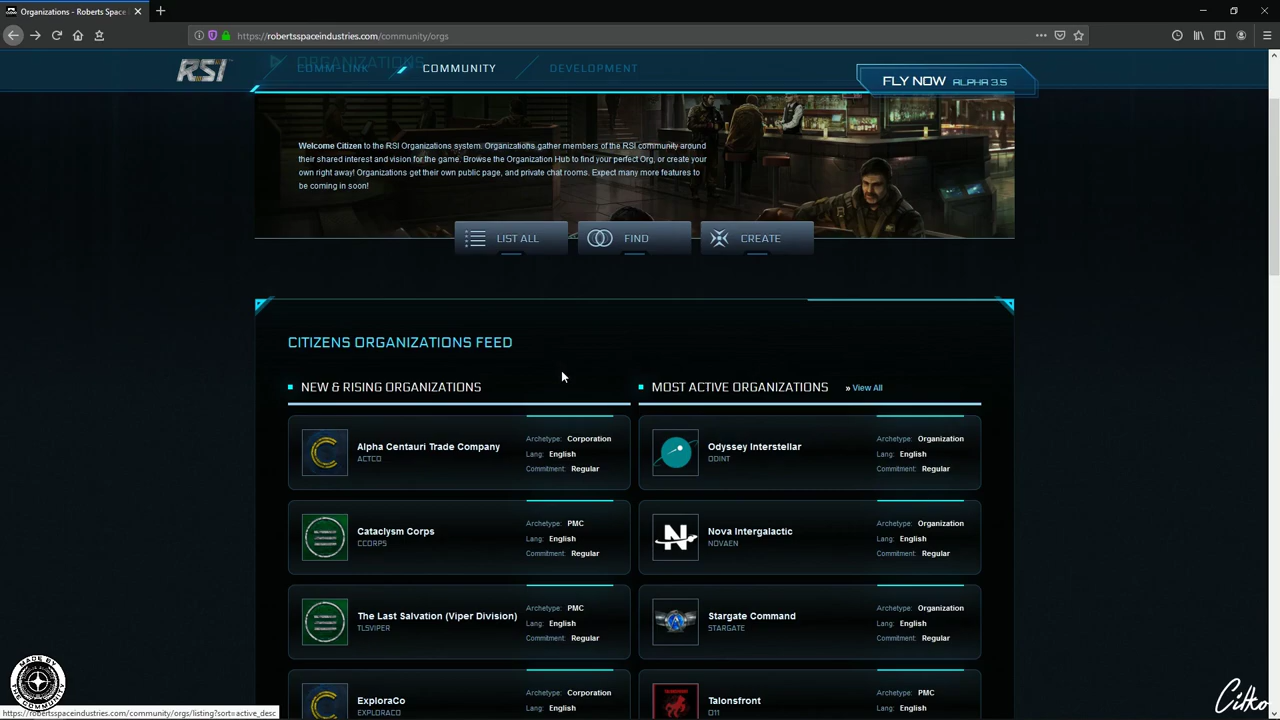 Organizations - Roberts Space
https://robertsspaceindustries.com/community/orgs
RSI
ORGANIZATIONS
COMM-LINK
COMMUNITY
DEVELOPMENT
FLY NOW ALPHA 3.5
Welcome Citizen to the RSI Organizations system. Organizations gather members of the RSI community around
their shared interest and vision for the game. Browse the Organization Hub to find your perfect Org, or create your
own right away! Organizations get their own public page, and private chat rooms. Expect many more features to
be coming in soon!
LIST ALL
FIND
CREATE
CITIZENS ORGANIZATIONS FEED
NEW & RISING ORGANIZATIONS
Alpha Centauri Trade Company
ACTCO
Archetype: Corporation
Lang: English
Commitment: Regular
Cataclysm Corps
CCORPS
Archetype: PMC
Lang: English
Commitment: Regular
The Last Salvation (Viper Division)
TLSVIPER
Archetype: PMC
Lang: English
Commitment: Regular
ExploraCo
EXPLORACO
Archetype: Corporation
Lang: English
MOST ACTIVE ORGANIZATIONS
» View All
Odyssey Interstellar
ODINT
Archetype: Organization
Lang: English
Commitment: Regular
Nova Intergalactic
NOVAEN
Archetype: Organization
Lang: English
Commitment: Regular
Stargate Command
STARGATE
Archetype: Organization
Lang: English
Commitment: Regular
Talonsfront
D11
Archetype: PMC
Lang: English
MADE BY
THE COMMUNITY
https://robertsspaceindustries.com/community/orgs/listing?sort=active_desc